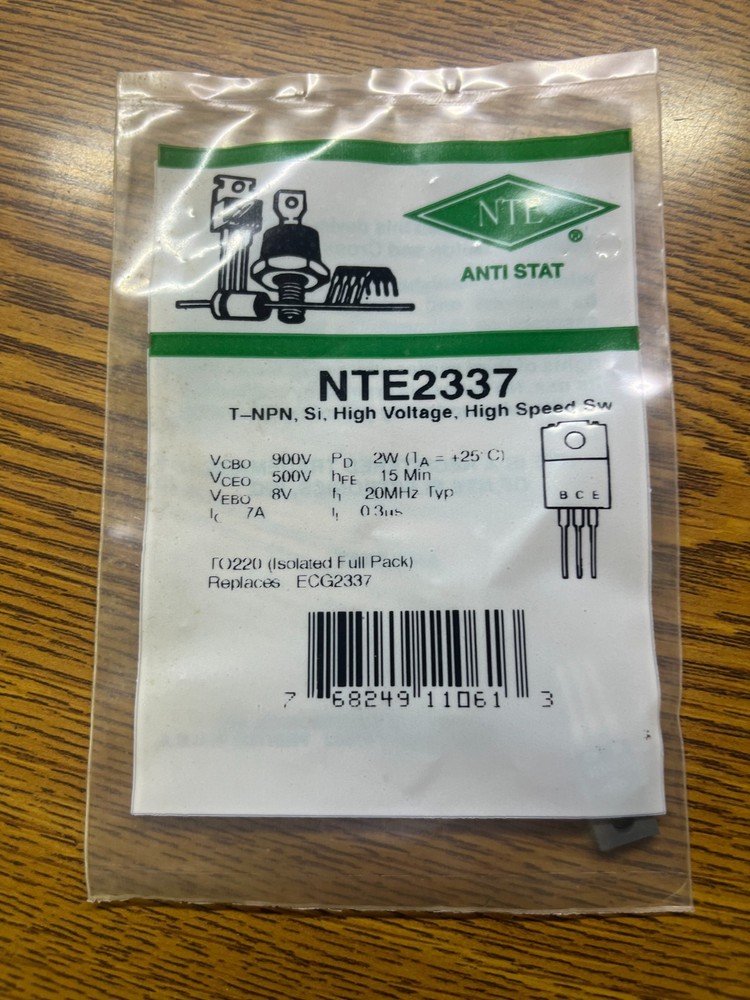 NTE
®
ANTI STAT
NTE2337
T-NPN, Si, High Voltage, High Speed Sw
VCBO 900V PD 2W (TA = +25°C)
VCEO 500V hFE 15 Min
VEBO 8V ft 20MHz Typ
IC 7A tf 0.3us
B C E
TO220 (Isolated Full Pack)
Replaces ECG2337
7 68249 11061 3